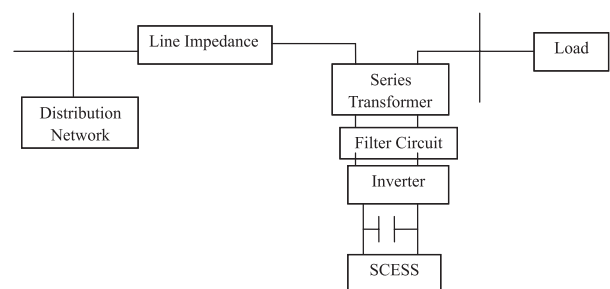 Line Impedance
Load
Series
Transformer
Distribution
Network
Filter Circuit
Inverter
SCESS